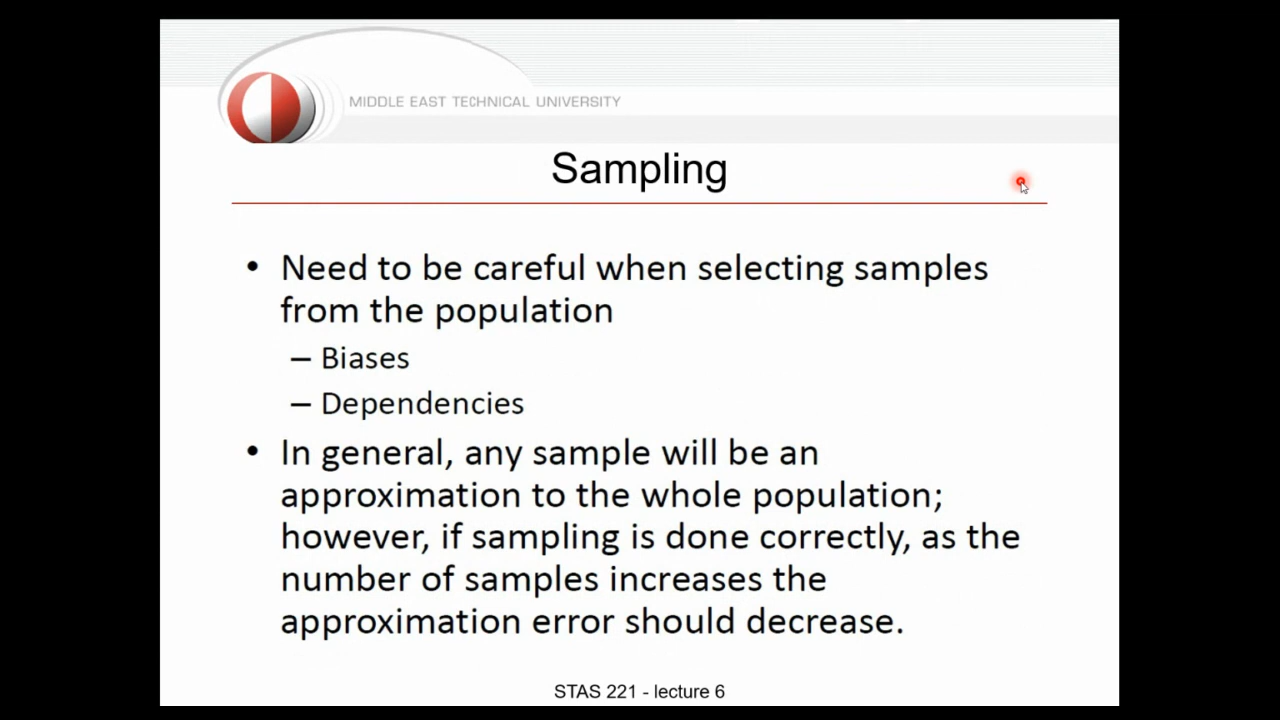 MIDDLE EAST TECHNICAL UNIVERSITY
Sampling
• Need to be careful when selecting samples
from the population
– Biases
– Dependencies
• In general, any sample will be an
approximation to the whole population;
however, if sampling is done correctly, as the
number of samples increases the
approximation error should decrease.
STAS 221 - lecture 6